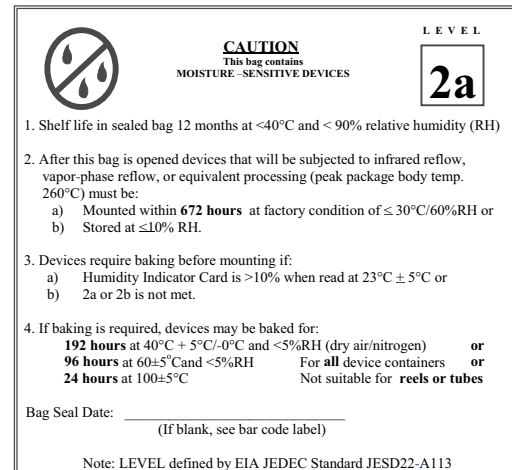 LEVEL
CAUTION
This bag contains
MOISTURE –SENSITIVE DEVICES
2a
1. Shelf life in sealed bag 12 months at <40°C and < 90% relative humidity (RH)
2. After this bag is opened devices that will be subjected to infrared reflow,
vapor-phase reflow, or equivalent processing (peak package body temp.
260°C) must be:
a) Mounted within 672 hours at factory condition of ≤ 30°C/60%RH or
b) Stored at ≤10% RH.
3. Devices require baking before mounting if:
a) Humidity Indicator Card is >10% when read at 23°C ± 5°C or
b) 2a or 2b is not met.
4. If baking is required, devices may be baked for:
192 hours at 40°C + 5°C/-0°C and <5%RH (dry air/nitrogen) or
96 hours at 60±5°Cand <5%RH For all device containers or
24 hours at 100±5°C Not suitable for reels or tubes
Bag Seal Date: ______________________________
(If blank, see bar code label)
Note: LEVEL defined by EIA JEDEC Standard JESD22-A113